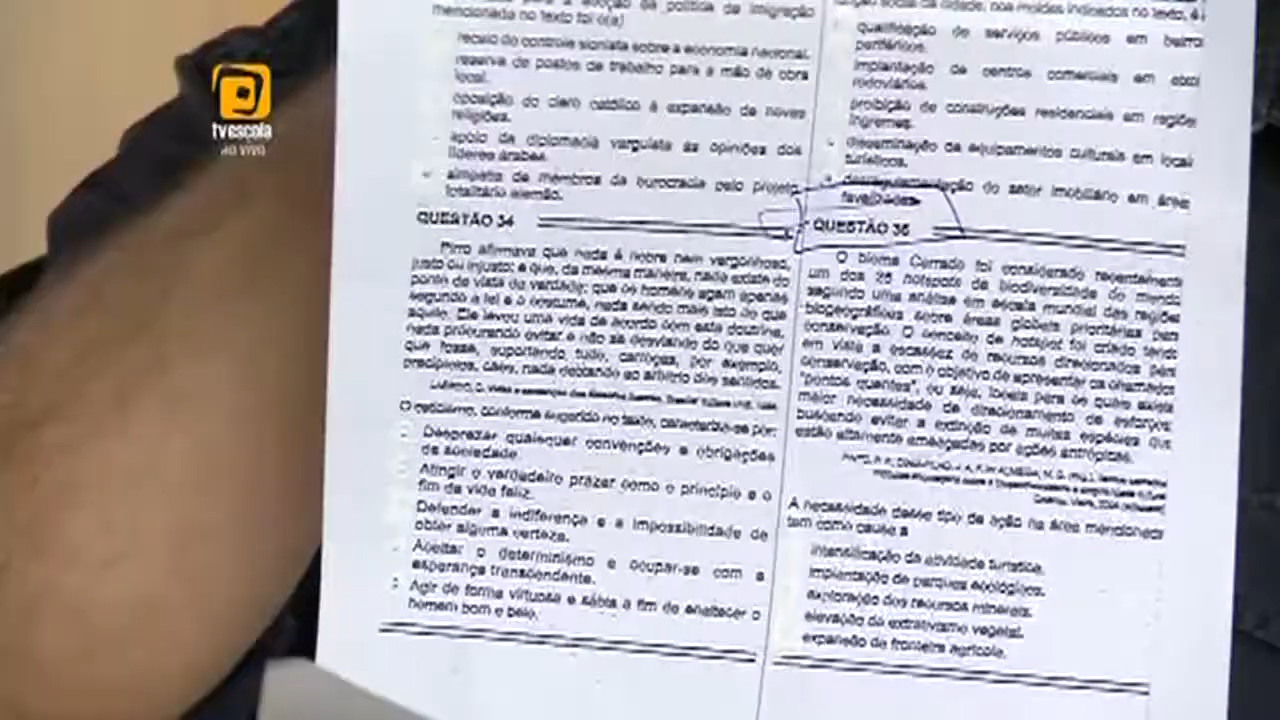 tvescola
AO VIVO
mencionada no texto foi o(a)
receio do controle sionista sobre a economia nacional.
reserva de postos de trabalho para a mão de obra
local.
oposição do clero católico à expansão de novas
religiões.
apoio da diplomacia varguista às opiniões dos
líderes árabes.
simpatia de membros da burocracia pelo projeto
totalitário alemão.
QUESTÃO 34
Pirro afirmava que nada é nobre nem vergonhoso,
justo ou injusto; e que, da mesma maneira, nada existe do
ponto de vista da verdade; que os homens agem apenas
segundo a lei e o costume, nada sendo mais isto do que
aquilo. Ele levou uma vida de acordo com esta doutrina,
nada procurando evitar e não se desviando do que quer
que fosse, suportando tudo, carroças, por exemplo,
precipícios, cães, nada deixando ao arbítrio dos sentidos.
O ceticismo, conforme sugerido no texto, caracteriza-se por:
Desprezar quaisquer convenções e obrigações
da sociedade.
Atingir o verdadeiro prazer como o princípio e o
fim da vida feliz.
Defender a indiferença e a impossibilidade de
obter alguma certeza.
Aceitar o determinismo e ocupar-se com a
esperança transcendente.
Agir de forma virtuosa e sábia a fim de enaltecer o
homem bom e belo.
qualificação de serviços públicos em bairro
periféricos.
implantação de centros comerciais em eixo
rodoviários.
proibição de construções residenciais em regiões
íngremes.
disseminação de equipamentos culturais em local
turísticos.
desregulamentação do setor imobiliário em área
favelizadas
QUESTÃO 35
O bioma Cerrado foi considerado recentemente
um dos 25 hotspots de biodiversidade do mundo
segundo uma análise em escala mundial das regiões
biogeográficas sobre áreas globais prioritárias para
conservação. O conceito de hotspot foi criado tendo
em vista a escassez de recursos direcionados para
conservação, com o objetivo de apresentar os chamados
"pontos quentes", ou seja, locais para os quais existe
maior necessidade de direcionamento de esforços
buscando evitar a extinção de muitas espécies que
estão altamente ameaçadas por ações antrópicas.
A necessidade desse tipo de ação na área mencionada
tem como causa a
intensificação da atividade turística.
implantação de parques ecológicos.
exploração dos recursos minerais.
elevação do extrativismo vegetal.
expansão da fronteira agrícola.